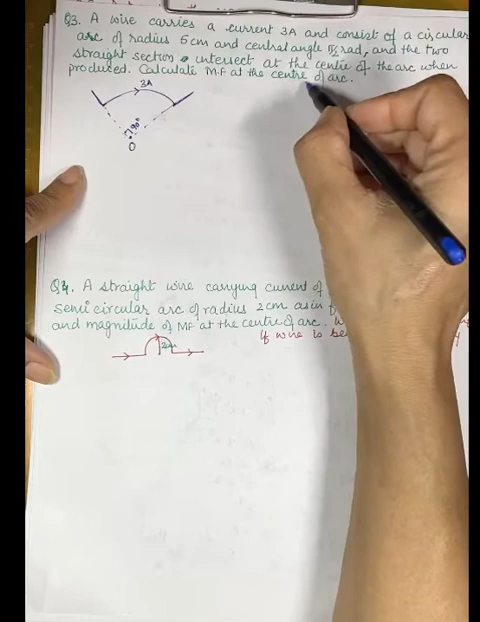 Q3. A wire carries a current 3A and consist of a circular
arc of radius 5cm and central angle π/2 rad, and the two
straight section intersect at the centre of the arc when
produced. Calculate M.F at the centre of arc.
3A
90°
O
Q4. A straight wire carrying current of
semi circular arc of radius 2cm as in
and magnitude of MF at the centre of arc.
if wire is be
2cm